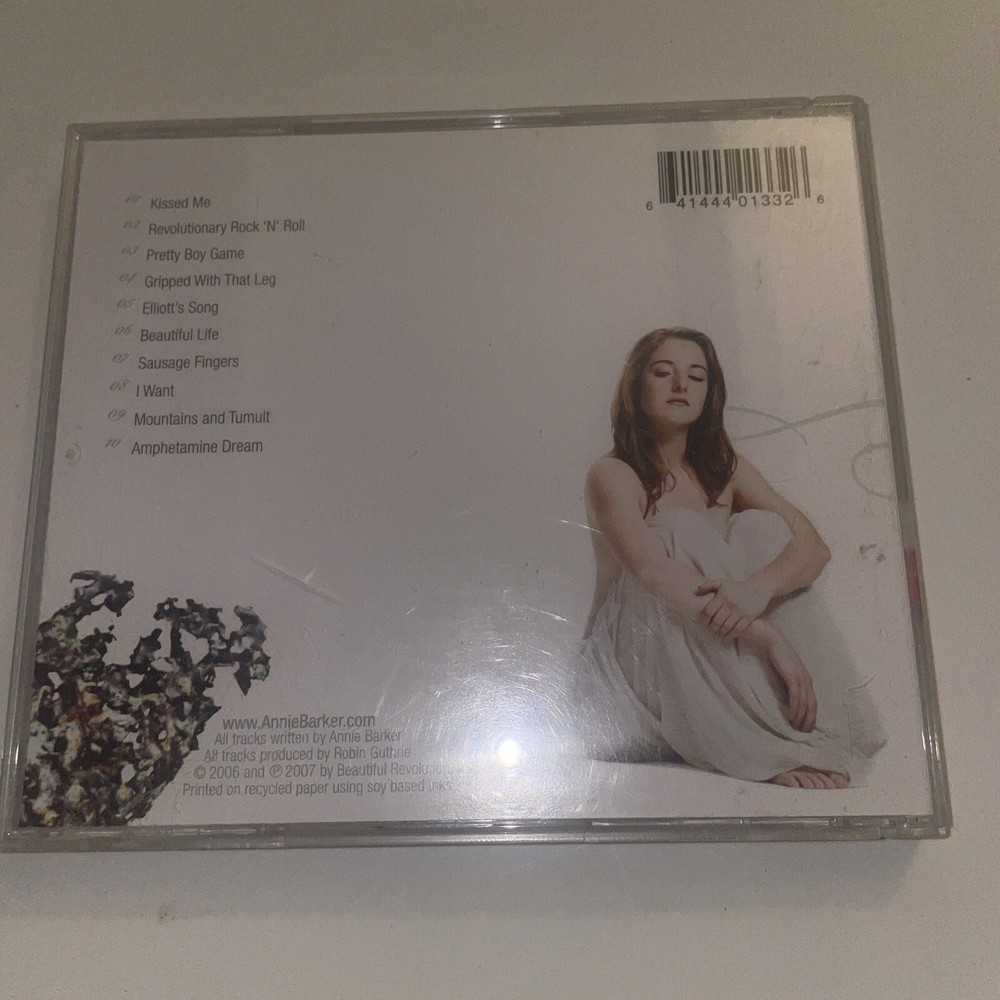 6 41444 01332 6
01 Kissed Me
02 Revolutionary Rock 'N' Roll
03 Pretty Boy Game
04 Gripped With That Leg
05 Elliott's Song
06 Beautiful Life
07 Sausage Fingers
08 I Want
09 Mountains and Tumult
10 Amphetamine Dream
www.AnnieBarker.com
All tracks written by Annie Barker
All tracks produced by Robin Guthrie
© 2006 and ℗ 2007 by Beautiful
Printed on recycled paper using soy based inks